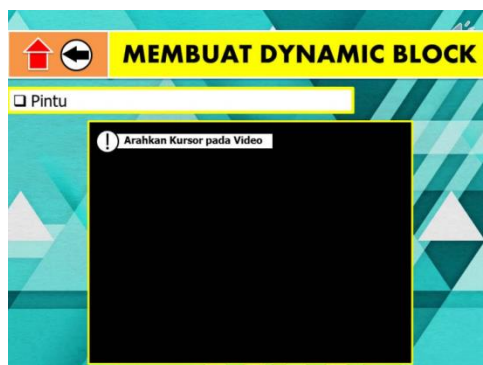 MEMBUAT DYNAMIC BLOCK
❑ Pintu
! Arahkan Kursor pada Video